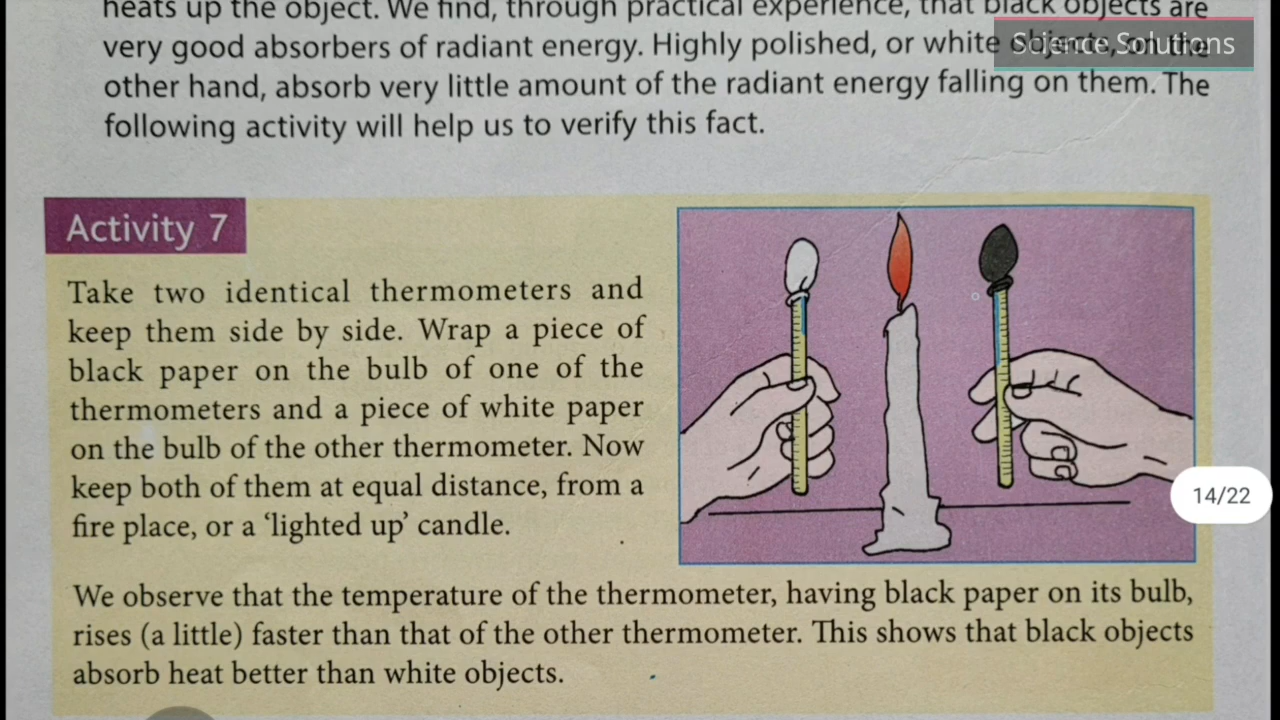 heats up the object. We find, through practical experience, that black objects are
very good absorbers of radiant energy. Highly polished, or white objects, on the
Science Solutions
other hand, absorb very little amount of the radiant energy falling on them. The
following activity will help us to verify this fact.
Activity 7
Take two identical thermometers and
keep them side by side. Wrap a piece of
black paper on the bulb of one of the
thermometers and a piece of white paper
on the bulb of the other thermometer. Now
keep both of them at equal distance, from a
fire place, or a ‘lighted up’ candle.
14/22
We observe that the temperature of the thermometer, having black paper on its bulb,
rises (a little) faster than that of the other thermometer. This shows that black objects
absorb heat better than white objects.